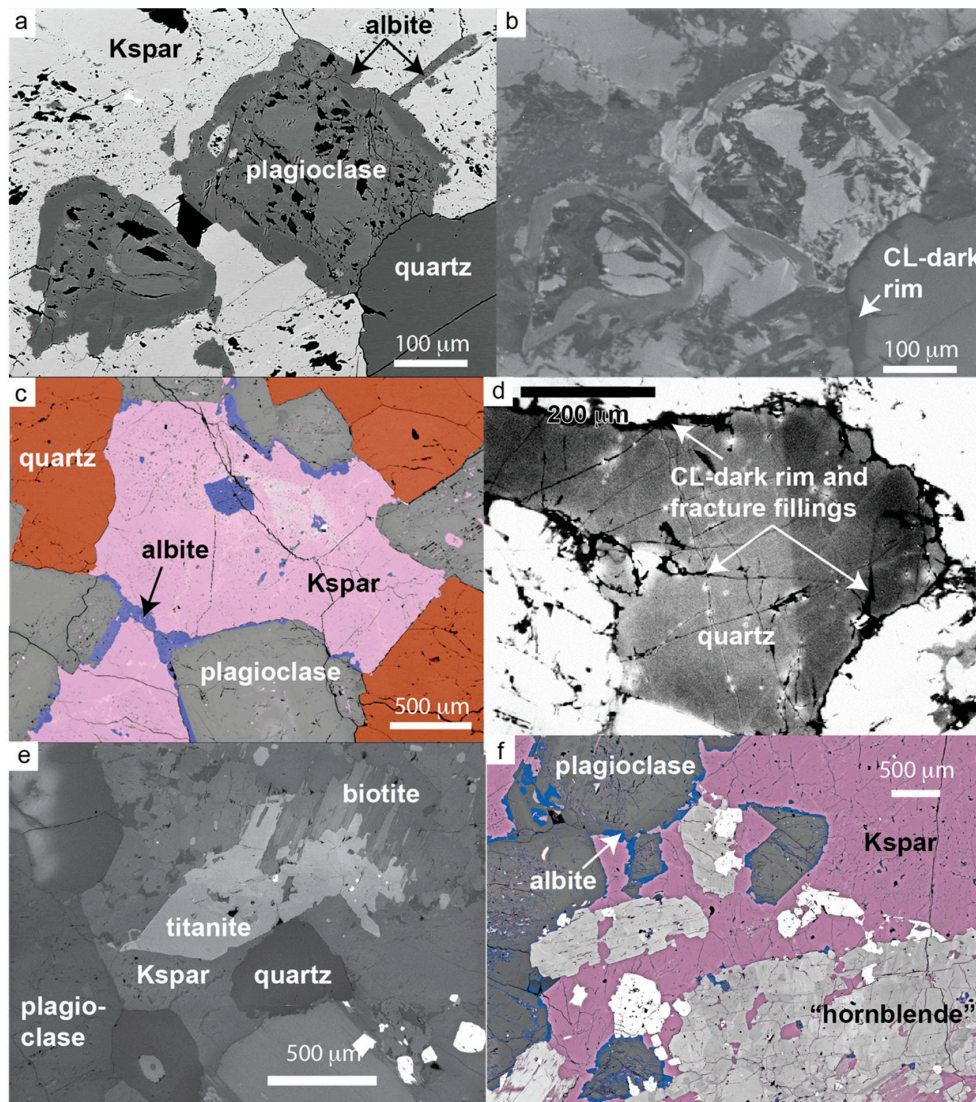 a
Kspar
albite
plagioclase
quartz
100 μm
b
CL-dark
rim
100 μm
c
quartz
albite
Kspar
plagioclase
500 μm
d
200 μm
CL-dark rim and
fracture fillings
quartz
e
biotite
titanite
Kspar
quartz
plagio-
clase
500 μm
f
plagioclase
500 μm
Kspar
albite
“hornblende”